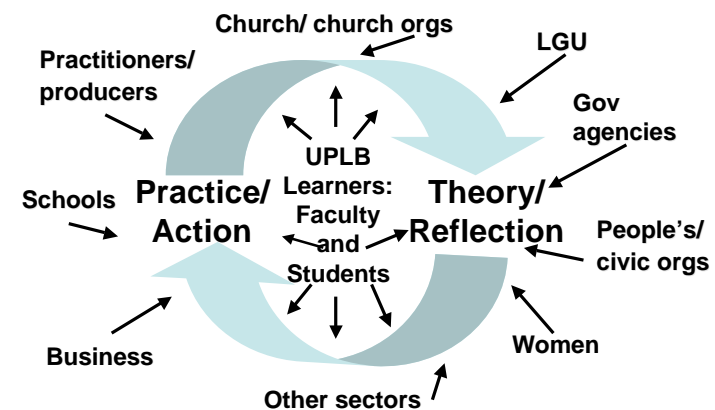 Church/ church orgs
LGU
Practitioners/
producers
Gov
agencies
UPLB
Learners:
Faculty
and
Students
Schools
Practice/
Action
Theory/
Reflection
People's/
civic orgs
Business
Women
Other sectors